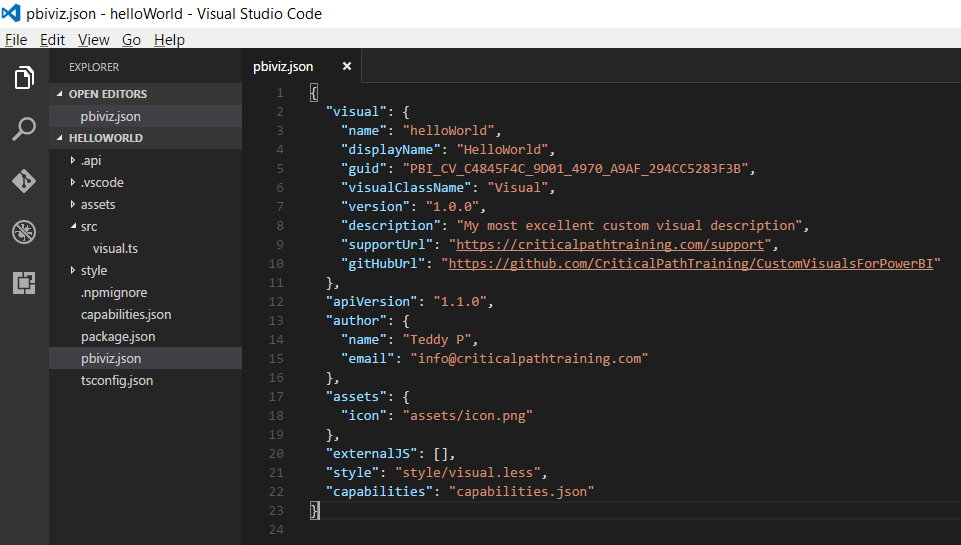 pbiviz.json - helloWorld - Visual Studio Code
File Edit View Go Help
EXPLORER
OPEN EDITORS
pbiviz.json
HELLOWORLD
.api
.vscode
assets
src
visual.ts
style
.npmignore
capabilities.json
package.json
pbiviz.json
tsconfig.json
pbiviz.json ×
1 {
2 "visual": {
3 "name": "helloWorld",
4 "displayName": "HelloWorld",
5 "guid": "PBI_CV_C4845F4C_9D01_4970_A9AF_294CC5283F3B",
6 "visualClassName": "Visual",
7 "version": "1.0.0",
8 "description": "My most excellent custom visual description",
9 "supportUrl": "https://criticalpathtraining.com/support",
10 "gitHubUrl": "https://github.com/CriticalPathTraining/CustomVisualsForPowerBI"
11 },
12 "apiVersion": "1.1.0",
13 "author": {
14 "name": "Teddy P",
15 "email": "info@criticalpathtraining.com"
16 },
17 "assets": {
18 "icon": "assets/icon.png"
19 },
20 "externalJS": [],
21 "style": "style/visual.less",
22 "capabilities": "capabilities.json"
23 }
24